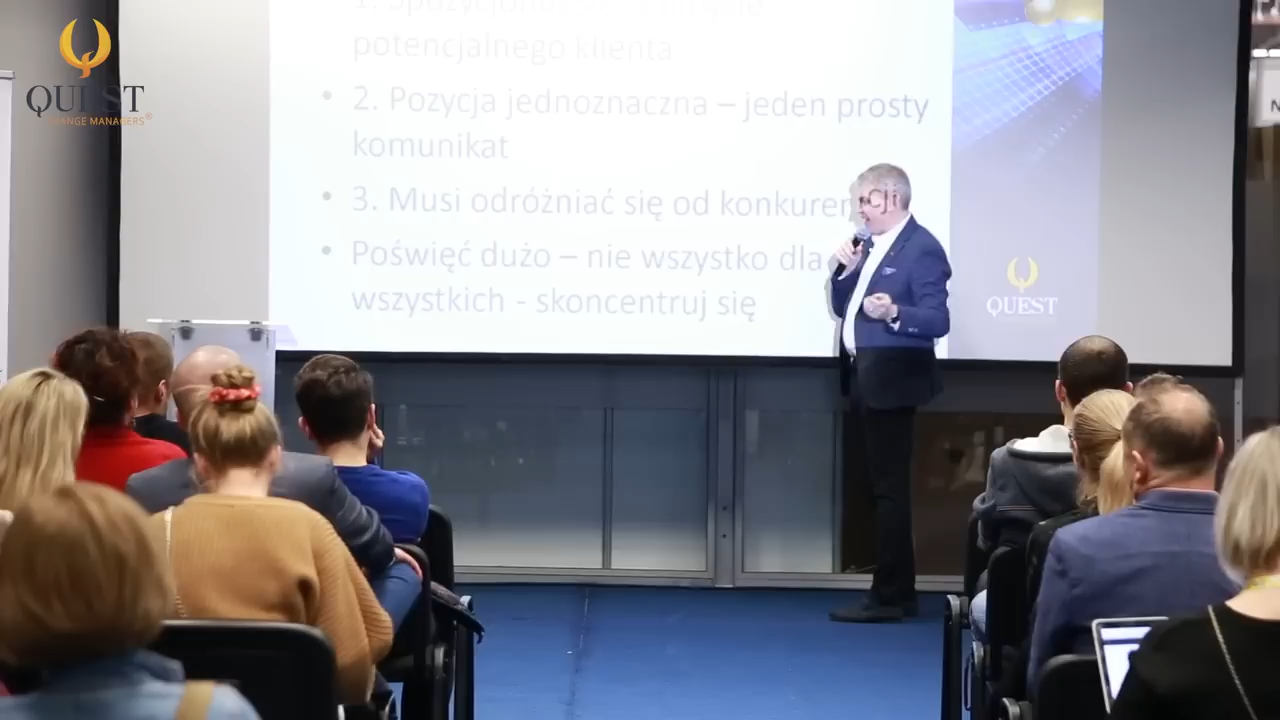 QUEST
CHANGE MANAGERS®
potencjalnego klienta
• 2. Pozycja jednoznaczna – jeden prosty
komunikat
• 3. Musi odróżniać się od konkurencji
• Poświęć dużo – nie wszystko dla
wszystkich - skoncentruj się
QUEST